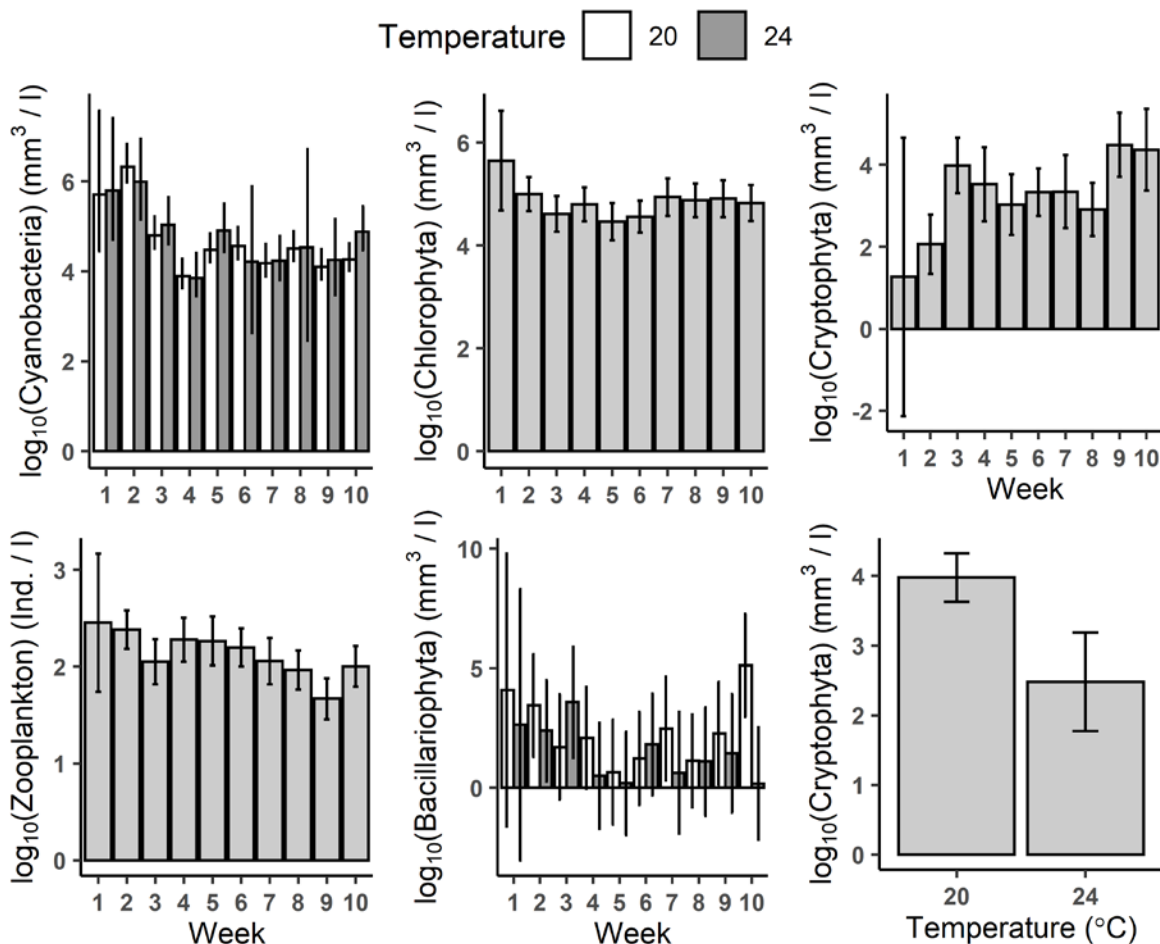 Temperature 20 24
log₁₀(Cyanobacteria) (mm³ / l)
6
4
2
0
1 2 3 4 5 6 7 8 9 10
log₁₀(Chlorophyta) (mm³ / l)
6
4
2
0
1 2 3 4 5 6 7 8 9 10
log₁₀(Cryptophyta) (mm³ / l)
4
2
0
-2
1 2 3 4 5 6 7 8 9 10
Week
log₁₀(Zooplankton) (Ind. / l)
3
2
1
0
1 2 3 4 5 6 7 8 9 10
Week
log₁₀(Bacillariophyta) (mm³ / l)
10
5
0
1 2 3 4 5 6 7 8 9 10
Week
log₁₀(Cryptophyta) (mm³ / l)
4
3
2
1
0
20 24
Temperature (°C)